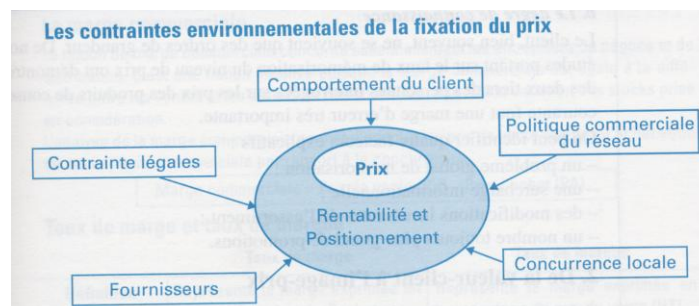 Les contraintes environnementales de la fixation du prix
Comportement du client
Politique commerciale
du réseau
Contrainte légales
Prix
Rentabilité et
Positionnement
Fournisseurs
Concurrence locale